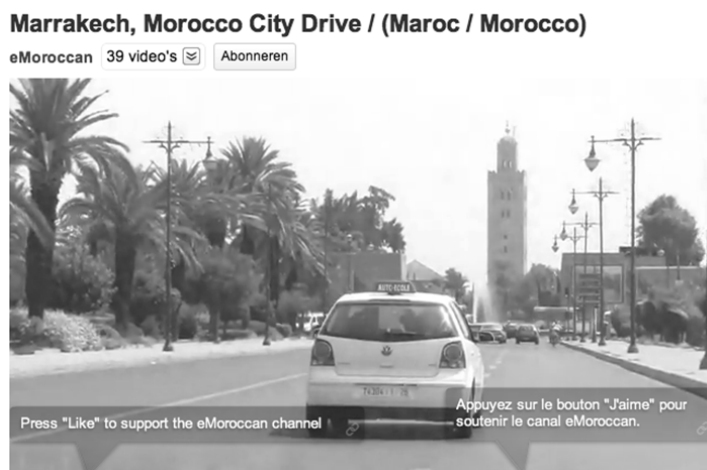 Marrakech, Morocco City Drive / (Maroc / Morocco)
eMoroccan 39 video's Abonneren
AUTO-ECOLE
Press "Like" to support the eMoroccan channel
Appuyez sur le bouton "J'aime" pour
soutenir le canal eMoroccan.